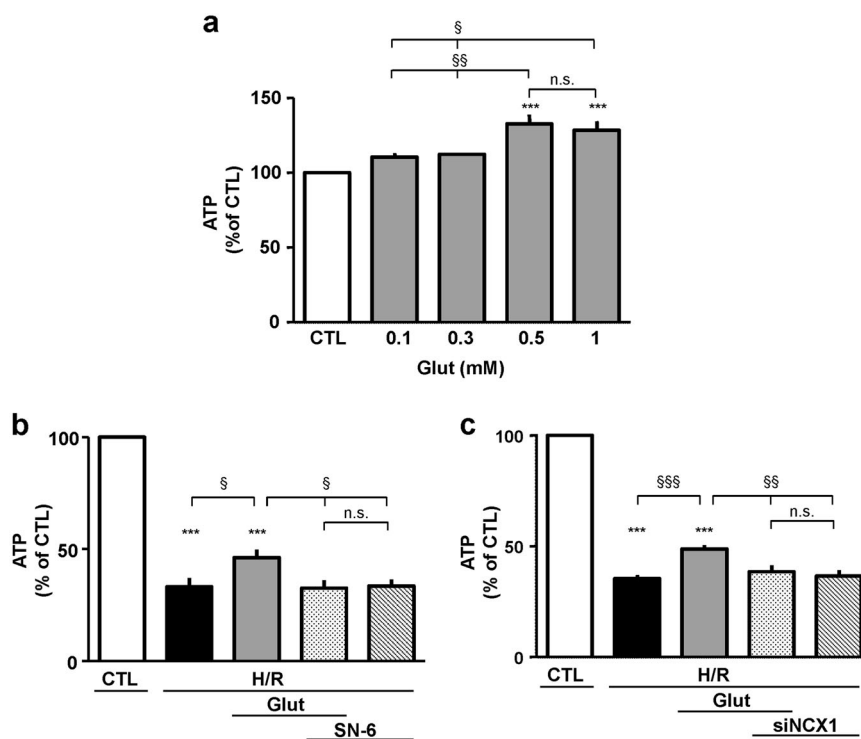 a
§
§§
n.s.
*** ***
150
100
50
0
ATP
(%of CTL)
CTL 0.1 0.3 0.5 1
Glut (mM)
b
100
50
0
ATP
(% of CTL)
§ §
n.s.
*** ***
CTL H/R
Glut
SN-6
c
100
50
0
ATP
(% of CTL)
§§§ §§
n.s.
*** ***
CTL H/R
Glut
siNCX1